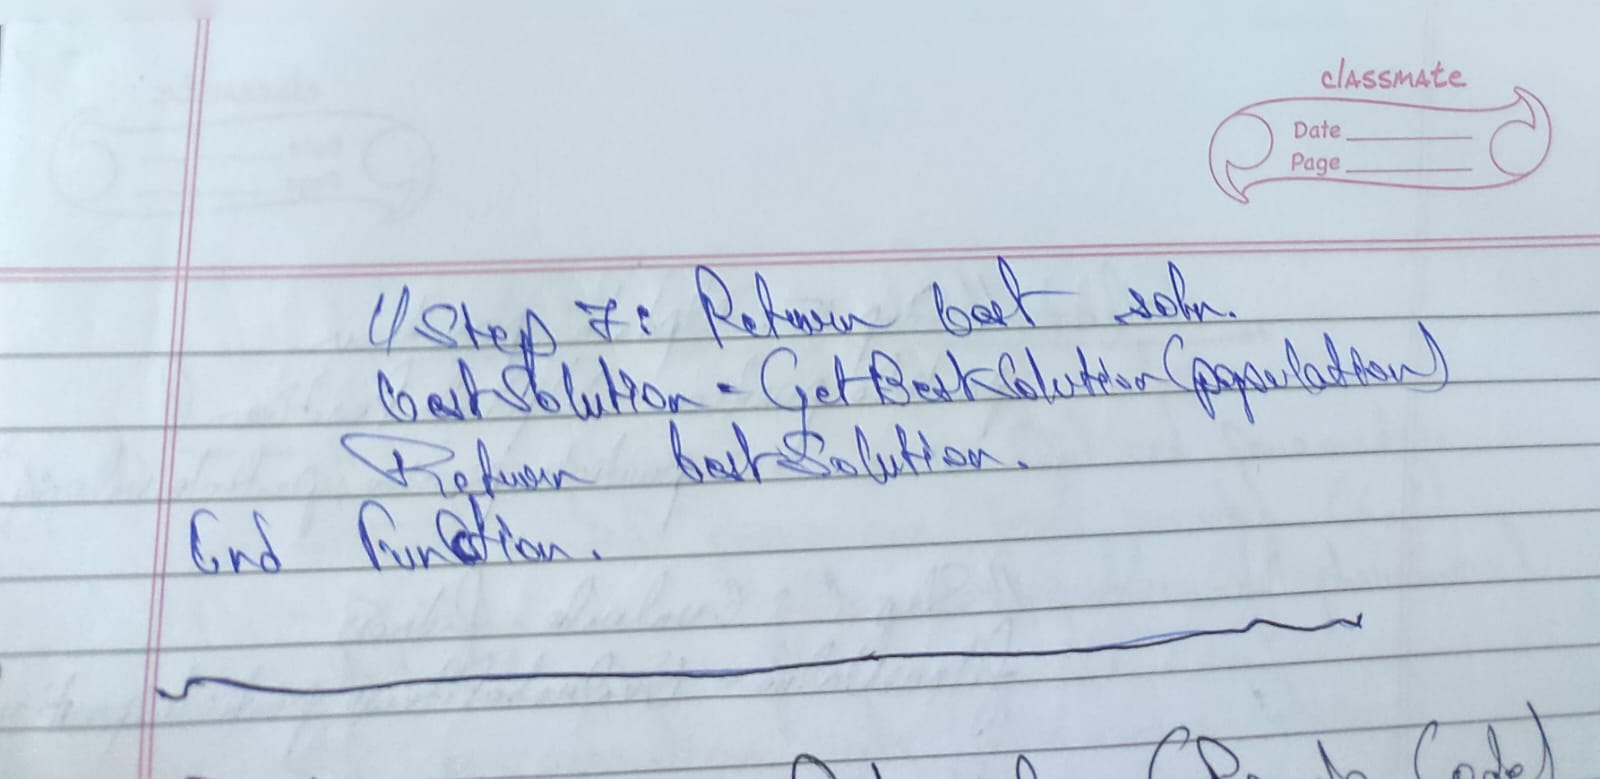 classmate
Date
Page
// Step 7: Return best soln.
bestSolution = GetBestSolution(population)
Return bestSolution.
End Function.